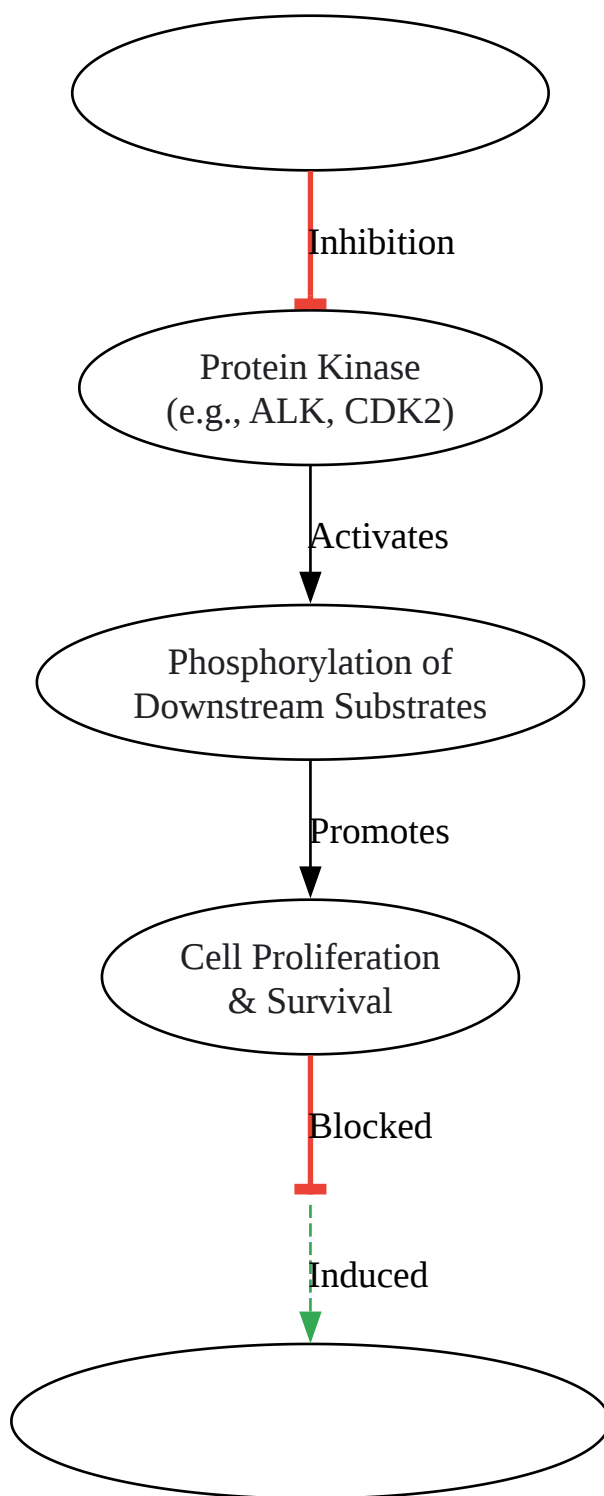 Inhibition
Protein Kinase
(e.g., ALK, CDK2)
Activates
Phosphorylation of
Downstream Substrates
Promotes
Cell Proliferation
& Survival
Blocked
Induced